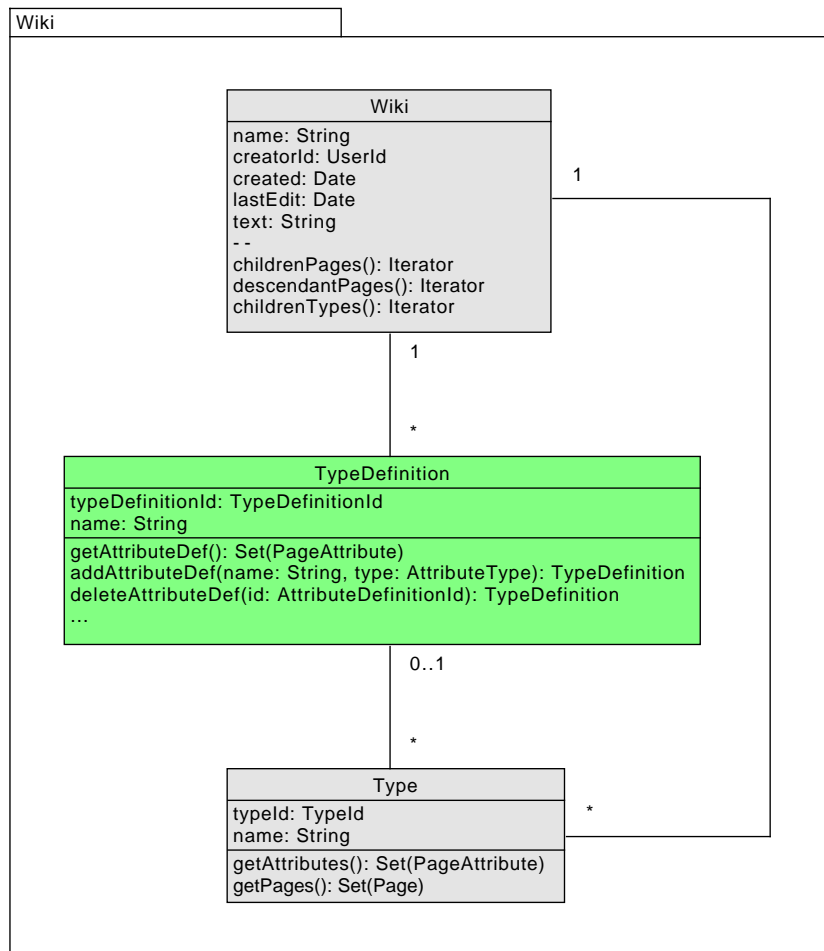 Wiki
Wiki
name: String
creatorId: UserId
created: Date
lastEdit: Date
text: String
- -
childrenPages(): Iterator
descendantPages(): Iterator
childrenTypes(): Iterator
1
1
*
TypeDefinition
typeDefinitionId: TypeDefinitionId
name: String
getAttributeDef(): Set(PageAttribute)
addAttributeDef(name: String, type: AttributeType): TypeDefinition
deleteAttributeDef(id: AttributeDefinitionId): TypeDefinition
...
0..1
*
Type
typeId: TypeId
name: String
*
getAttributes(): Set(PageAttribute)
getPages(): Set(Page)